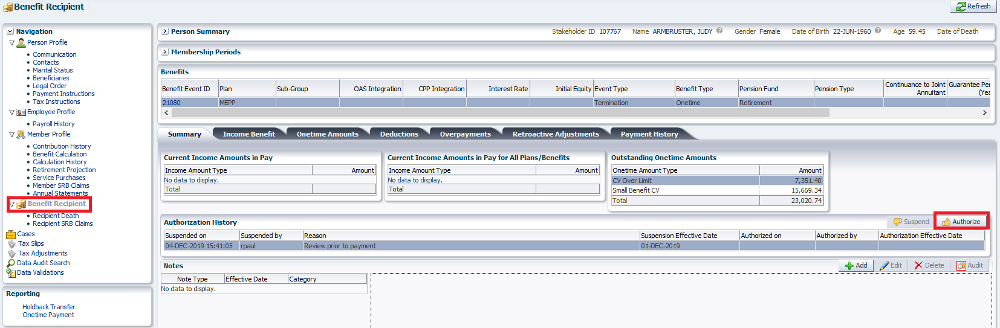 Benefit Recipient
Refresh
Navigation
Person Profile
Communication
Contacts
Marital Status
Beneficiaries
Legal Order
Payment Instructions
Tax Instructions
Employee Profile
Payroll History
Member Profile
Contribution History
Benefit Calculation
Calculation History
Retirement Projection
Service Purchases
Member SRB Claims
Annual Statements
Benefit Recipient
Recipient Death
Recipient SRB Claims
Cases
Tax Slips
Tax Adjustments
Data Audit Search
Data Validations
Reporting
Holdback Transfer
Onetime Payment
Person Summary Stakeholder ID 107767 Name ARMBRUSTER, JUDY Gender Female Date of Birth 22-JUN-1960 Age 59.45 Date of Death
Membership Periods
Benefits
Benefit Event ID Plan Sub-Group OAS Integration CPP Integration Interest Rate Initial Equity Event Type Benefit Type Pension Fund Pension Type Continuance to Joint Annuitant Guarantee Per (Yea
21080 MEPP Termination Onetime Retirement
Summary Income Benefit Onetime Amounts Deductions Overpayments Retroactive Adjustments Payment History
Current Income Amounts in Pay
Income Amount Type Amount
No data to display.
Total
Current Income Amounts in Pay for All Plans/Benefits
Income Amount Type Amount
No data to display.
Total
Outstanding Onetime Amounts
Onetime Amount Type Amount
CV Over Limit 7,351.40
Small Benefit CV 15,669.34
Total 23,020.74
Authorization History Suspend Authorize
Suspended on Suspended by Reason Suspension Effective Date Authorized on Authorized by Authorization Effective Date
04-DEC-2019 15:41:05 rpaul Review prior to payment 01-DEC-2019
Notes Add Edit Delete Audit
Note Type Effective Date Category
No data to display.